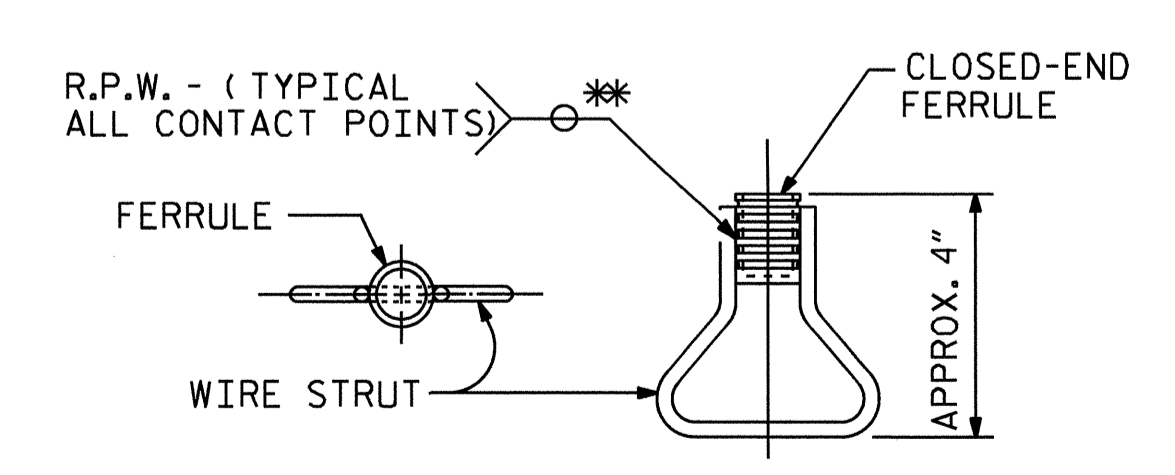 R.P.W. - (TYPICAL
ALL CONTACT POINTS)
**
CLOSED-END
FERRULE
FERRULE
WIRE STRUT
APPROX. 4"